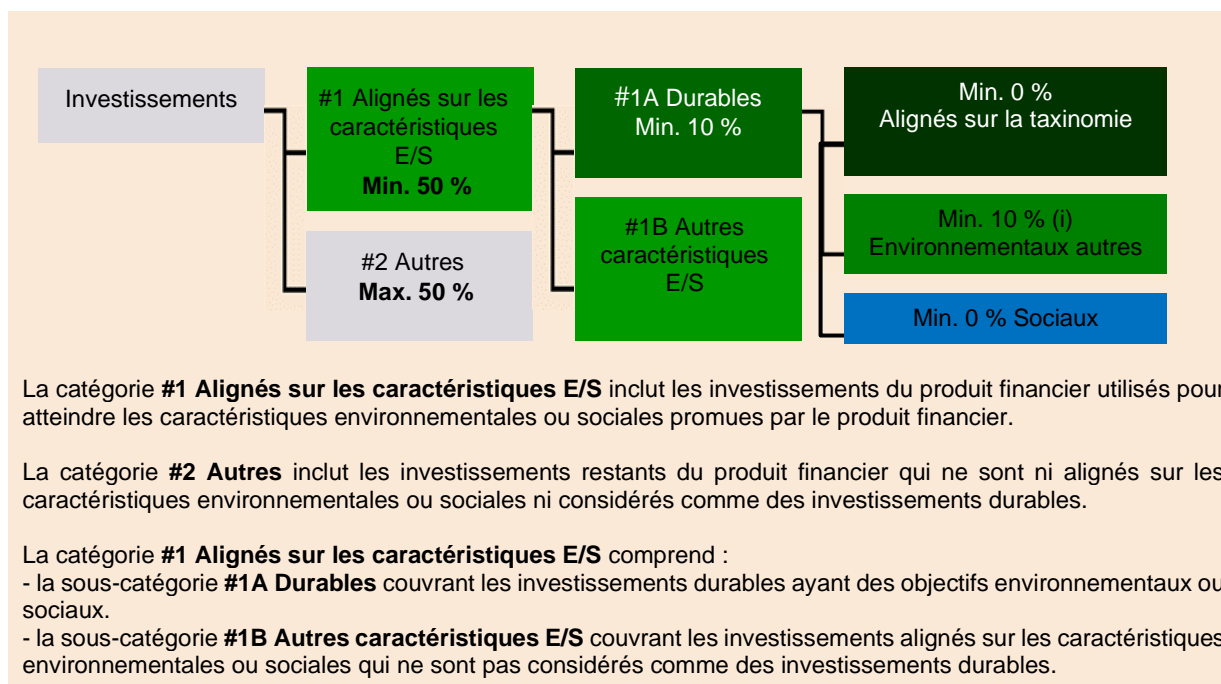 Investissements
#1 Alignés sur les
caractéristiques
E/S
Min. 50 %
#2 Autres
Max. 50 %
#1A Durables
Min. 10 %
#1B Autres
caractéristiques
E/S
Min. 0 %
Alignés sur la taxinomie
Min. 10 % (i)
Environnementaux autres
Min. 0 % Sociaux
La catégorie #1 Alignés sur les caractéristiques E/S inclut les investissements du produit financier utilisés pour
atteindre les caractéristiques environnementales ou sociales promues par le produit financier.
La catégorie #2 Autres inclut les investissements restants du produit financier qui ne sont ni alignés sur les
caractéristiques environnementales ou sociales ni considérés comme des investissements durables.
La catégorie #1 Alignés sur les caractéristiques E/S comprend :
- la sous-catégorie #1A Durables couvrant les investissements durables ayant des objectifs environnementaux ou
sociaux.
- la sous-catégorie #1B Autres caractéristiques E/S couvrant les investissements alignés sur les caractéristiques
environnementales ou sociales qui ne sont pas considérés comme des investissements durables.